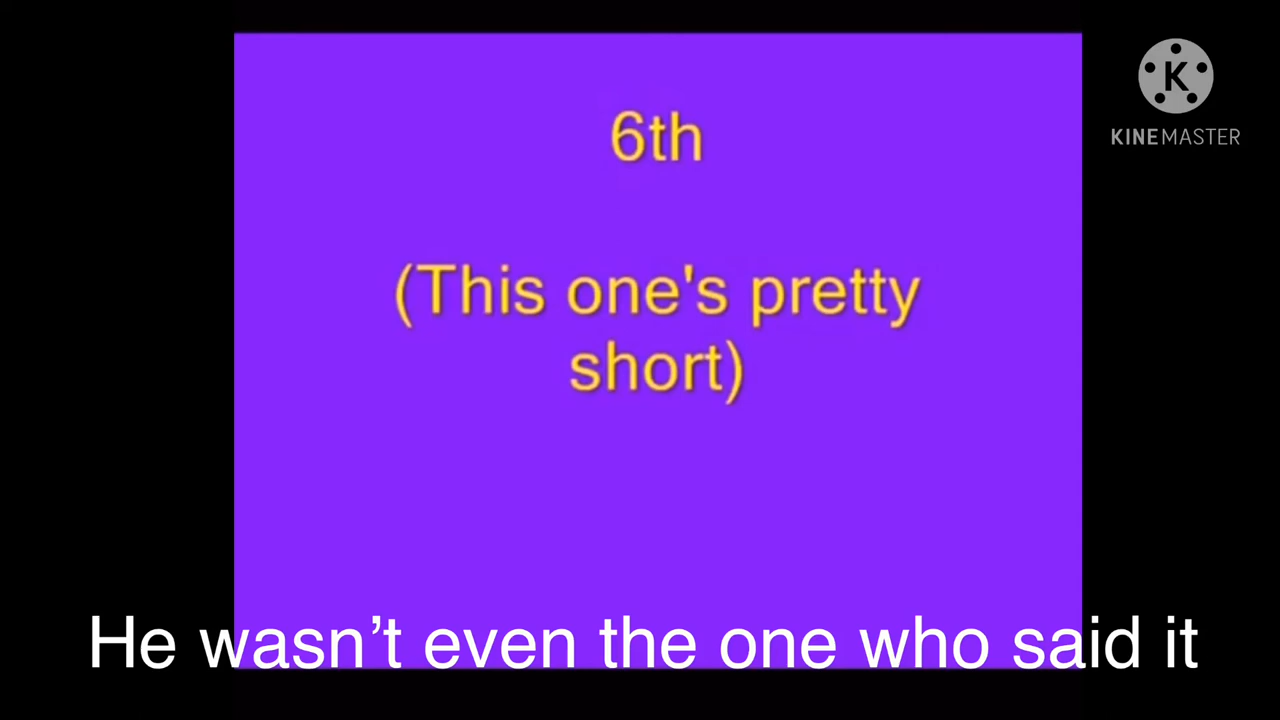 6th
(This one's pretty
short)
He wasn’t even the one who said it
K
KINEMASTER